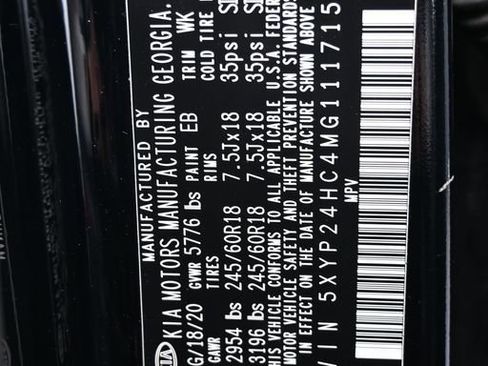 MANUFACTURED BY
KIA KIA MOTORS MANUFACTURING GEORGIA.
G/18/20 GVWR 5776 lbs PAINT EB TRIM WK
GAWR TIRES RIMS COLD TIRE
2954 lbs 245/60R18 7.5Jx18 35psi
3196 lbs 245/60R18 7.5Jx18 35psi
THIS VEHICLE CONFORMS TO ALL APPLICABLE U.S.A. FEDER
MOTOR VEHICLE SAFETY AND THEFT PREVENTION STANDARDS
IN EFFECT ON THE DATE OF MANUFACTURE SHOWN ABOVE
VIN 5XYP24HC4MG111715
MPV